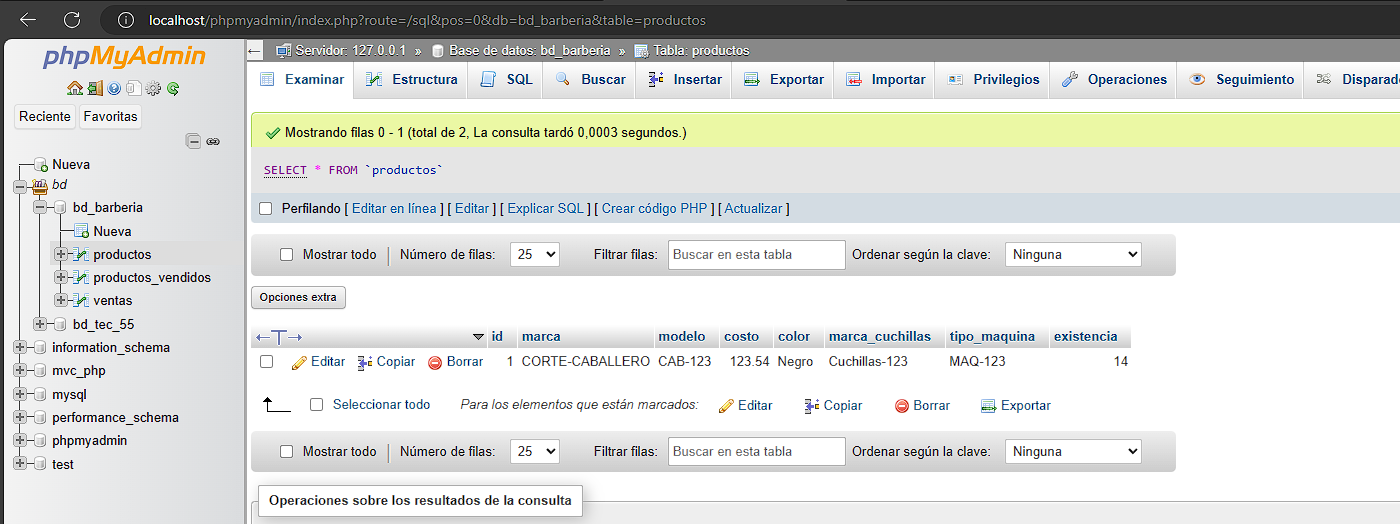 localhost/phpmyadmin/index.php?route=/sql&pos=0&db=bd_barberia&table=productos
phpMyAdmin
Reciente Favoritas
Nueva
bd
bd_barberia
Nueva
productos
productos_vendidos
ventas
bd_tec_55
information_schema
mvc_php
mysql
performance_schema
phpmyadmin
test
Servidor: 127.0.0.1 » Base de datos: bd_barberia » Tabla: productos
Examinar Estructura SQL Buscar Insertar Exportar Importar Privilegios Operaciones Seguimiento Disparado
Mostrando filas 0 - 1 (total de 2, La consulta tardó 0,0003 segundos.)
SELECT * FROM `productos`
Perfilando [ Editar en línea ] [ Editar ] [ Explicar SQL ] [ Crear código PHP ] [ Actualizar ]
Mostrar todo Número de filas: 25 Filtrar filas: Buscar en esta tabla Ordenar según la clave: Ninguna
Opciones extra
←T→ id marca modelo costo color marca_cuchillas tipo_maquina existencia
Editar Copiar Borrar 1 CORTE-CABALLERO CAB-123 123.54 Negro Cuchillas-123 MAQ-123 14
Seleccionar todo Para los elementos que están marcados: Editar Copiar Borrar Exportar
Mostrar todo Número de filas: 25 Filtrar filas: Buscar en esta tabla Ordenar según la clave: Ninguna
Operaciones sobre los resultados de la consulta